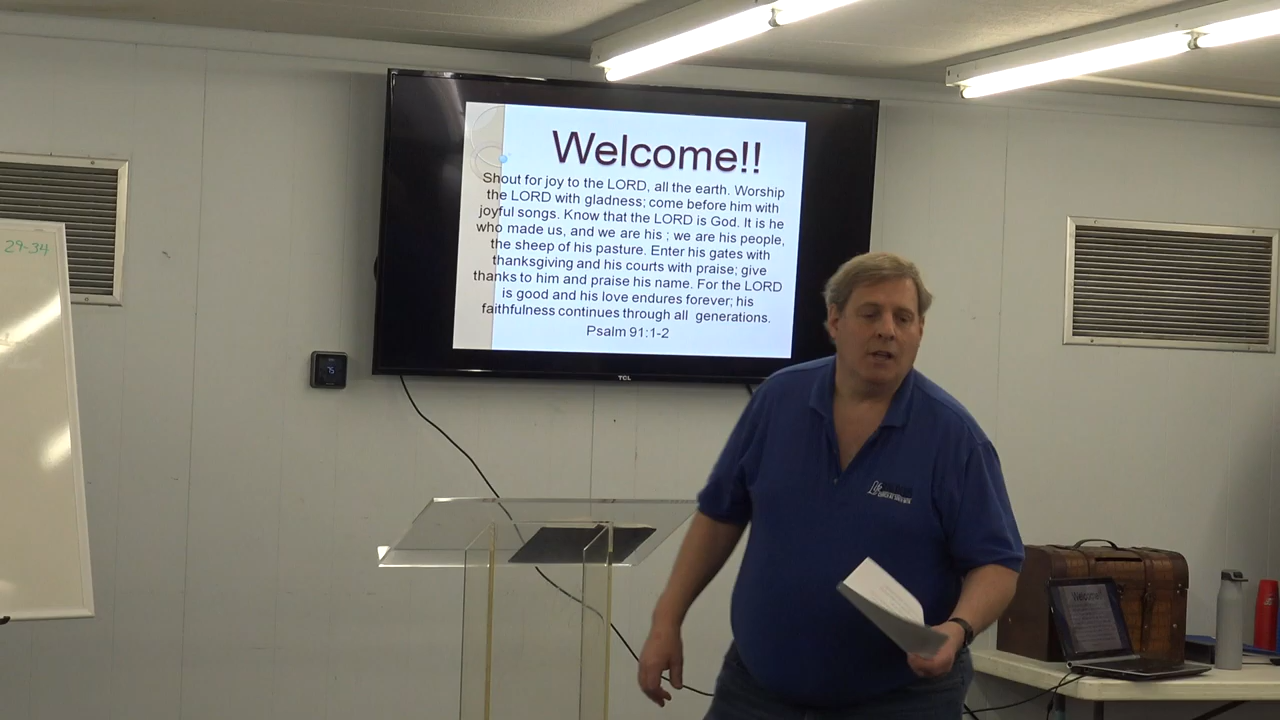 Welcome!!
Shout for joy to the LORD, all the earth. Worship
the LORD with gladness; come before him with
joyful songs. Know that the LORD is God. It is he
who made us, and we are his ; we are his people,
the sheep of his pasture. Enter his gates with
thanksgiving and his courts with praise; give
thanks to him and praise his name. For the LORD
is good and his love endures forever; his
faithfulness continues through all generations.
Psalm 91:1-2
29-34
75
TCL
Life
Welcome!!